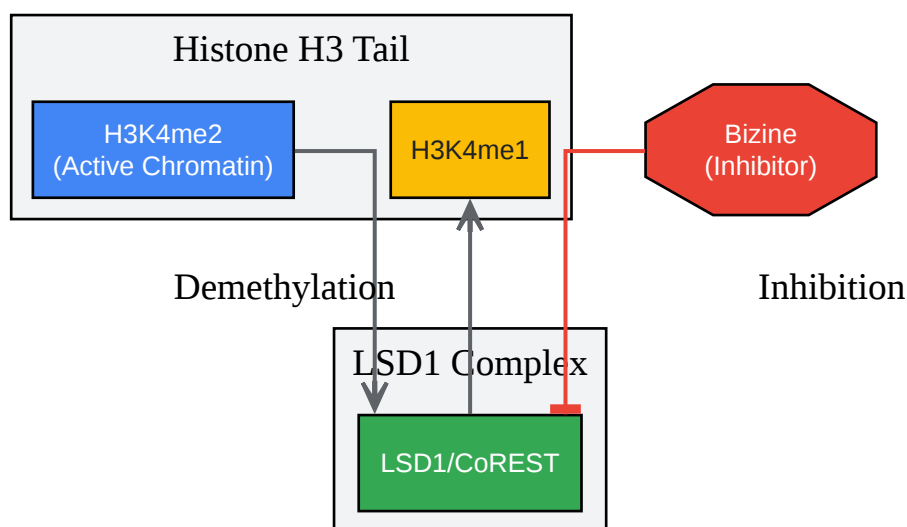 Histone H3 Tail
H3K4me2
(Active Chromatin)
H3K4me1
Bizine
(Inhibitor)
Demethylation
Inhibition
LSD1 Complex
LSD1/CoREST